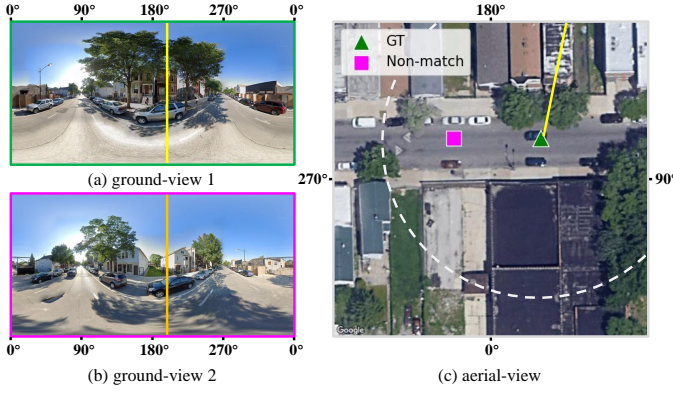 0° 90° 180° 270° 0°
180°
GT
Non-match
(a) ground-view 1
270°
90°
Google
0° 90° 180° 270° 0°
0°
(b) ground-view 2
(c) aerial-view